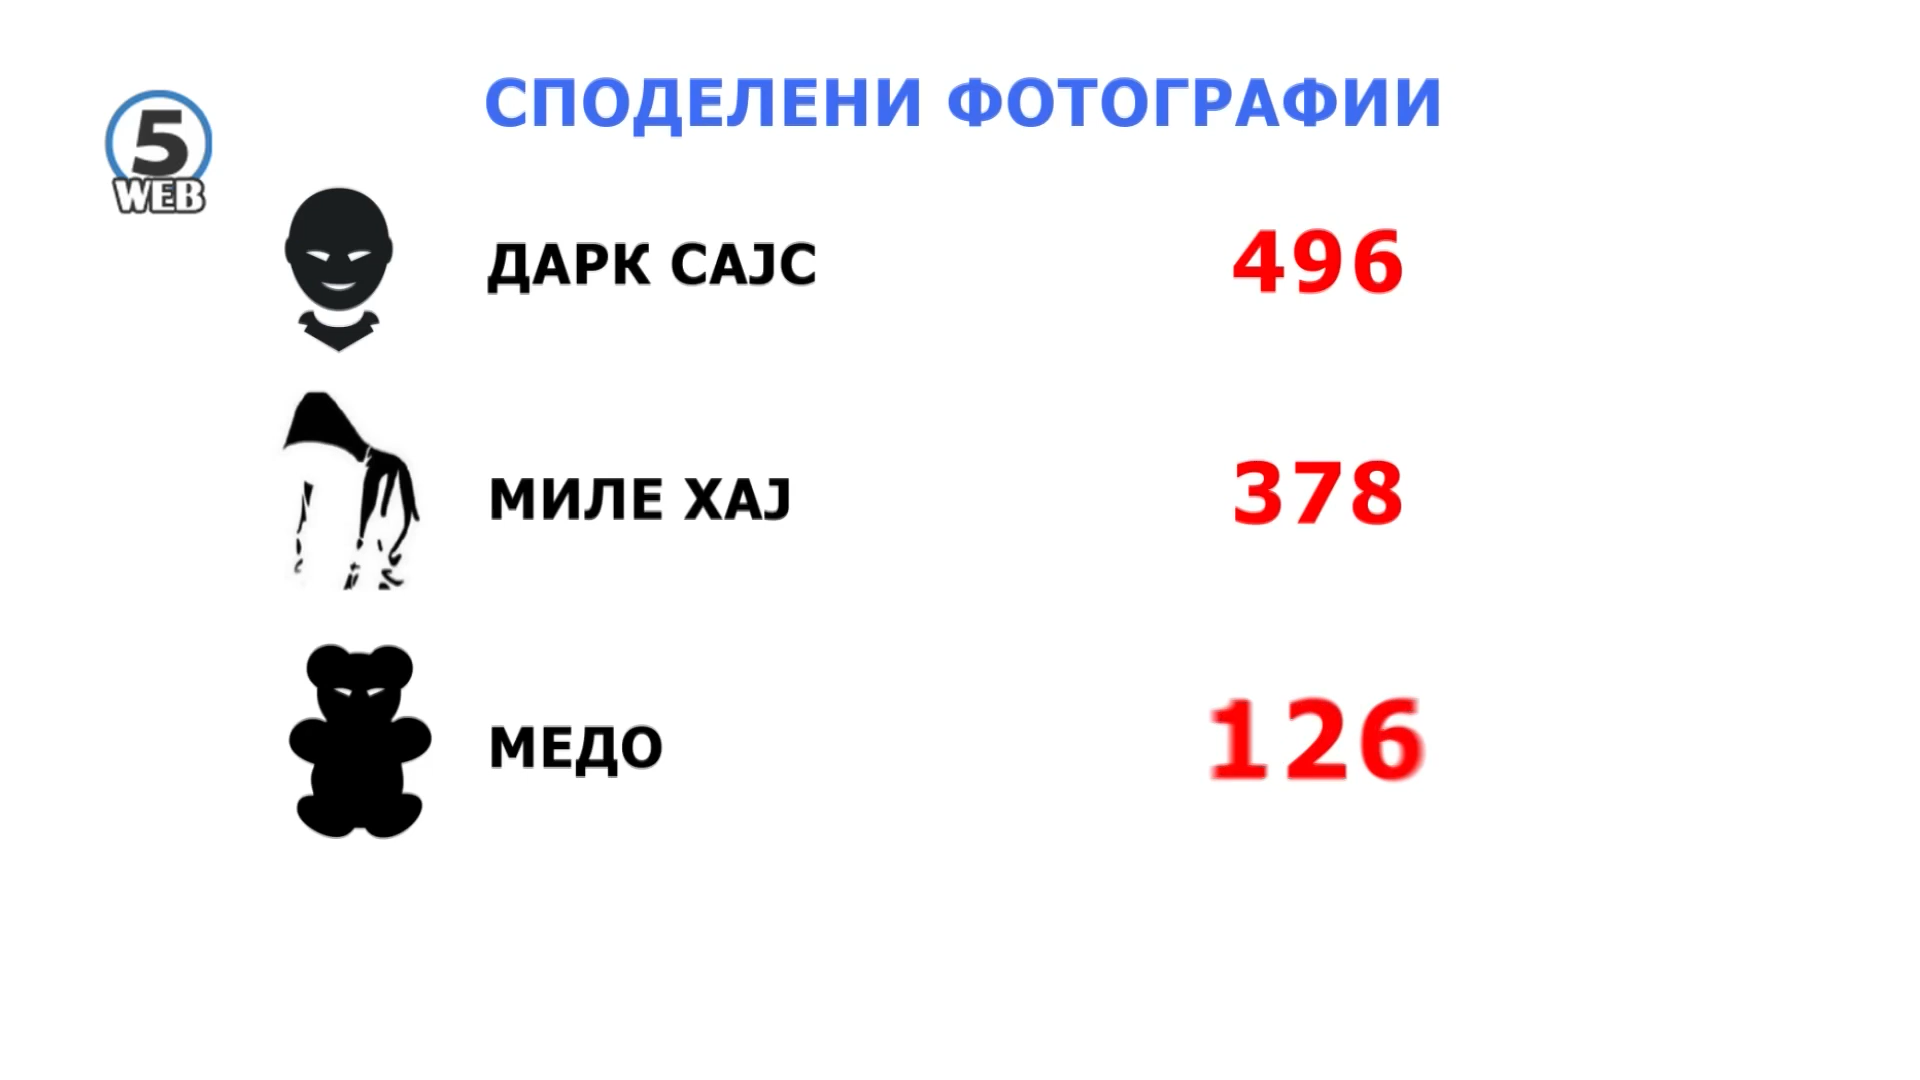 СПОДЕЛЕНИ ФОТОГРАФИИ
5
WEB
ДАРК САЈС 496
МИЛЕ ХАЈ 378
МЕДО 126